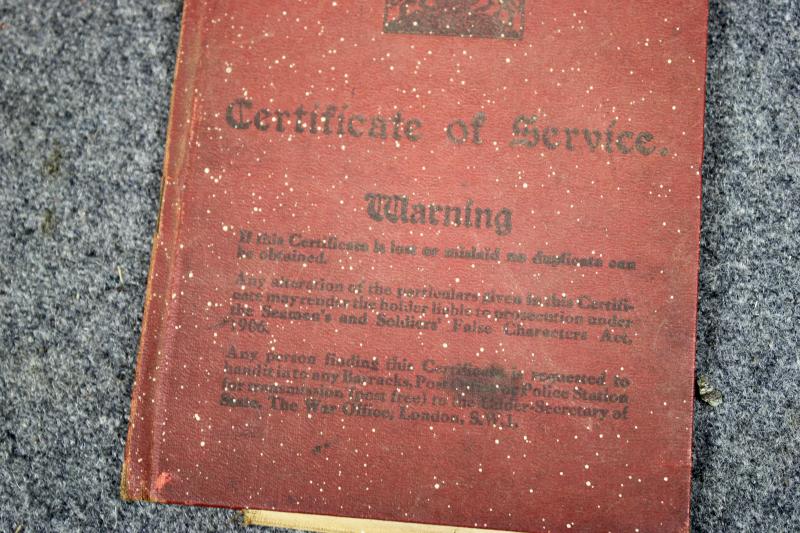 Certificate of Service.
Warning
If this Certificate is lost or mislaid no duplicate can
be obtained.
Any alteration of the particulars given in this Certifi-
cate may render the holder liable to prosecution under
the Seamen's and Soldiers' False Characters Act,
1906.
Any person finding this Certificate is requested to
hand it into any Barracks, Post Office or Police Station
for transmission (post free) to the Under-Secretary of
State, The War Office, London, S.W.1.